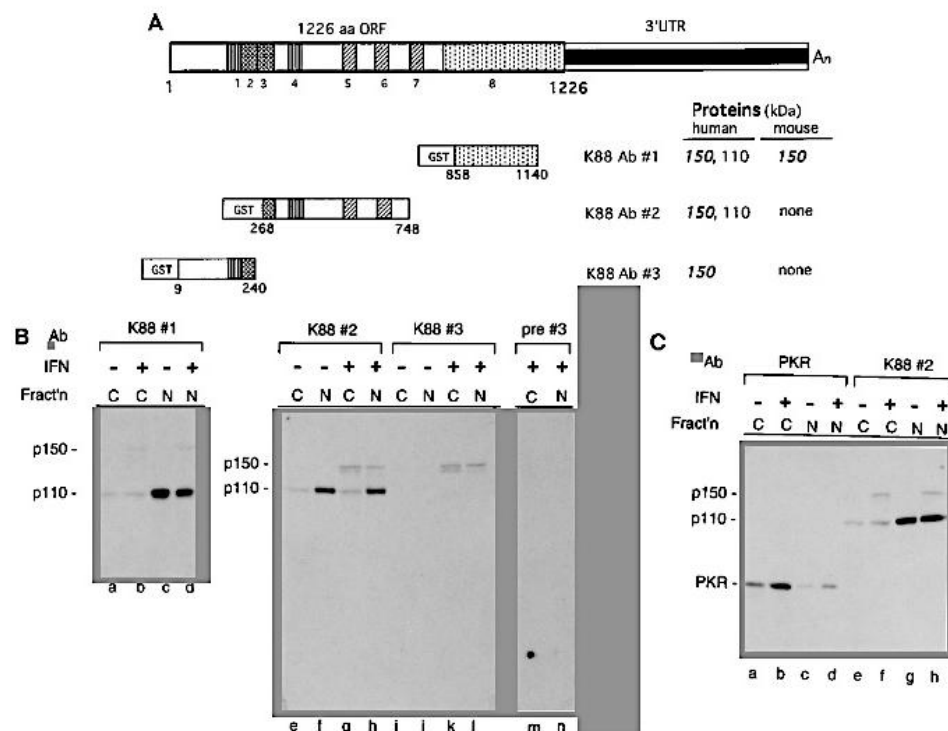 A
1226 aa ORF
3'UTR
An
1 2 3 4 5 6 7 8
1 1226
Proteins (kDa)
human mouse
GST
858 1140
K88 Ab #1 150, 110 150
GST
268 748
K88 Ab #2 150, 110 none
GST
9 240
K88 Ab #3 150 none
B
Ab K88 #1 K88 #2 K88 #3 pre #3
IFN - + - + - - + + - - + + + +
Fract'n C C N N C N C N C N C N C N
p150 -
p110 -
p150 -
p110 -
a b c d
e f g h i j k l m n
C
Ab PKR K88 #2
IFN - + - + - + - +
Fract'n C C N N C C N N
p150 -
p110 -
PKR -
a b c d e f g h